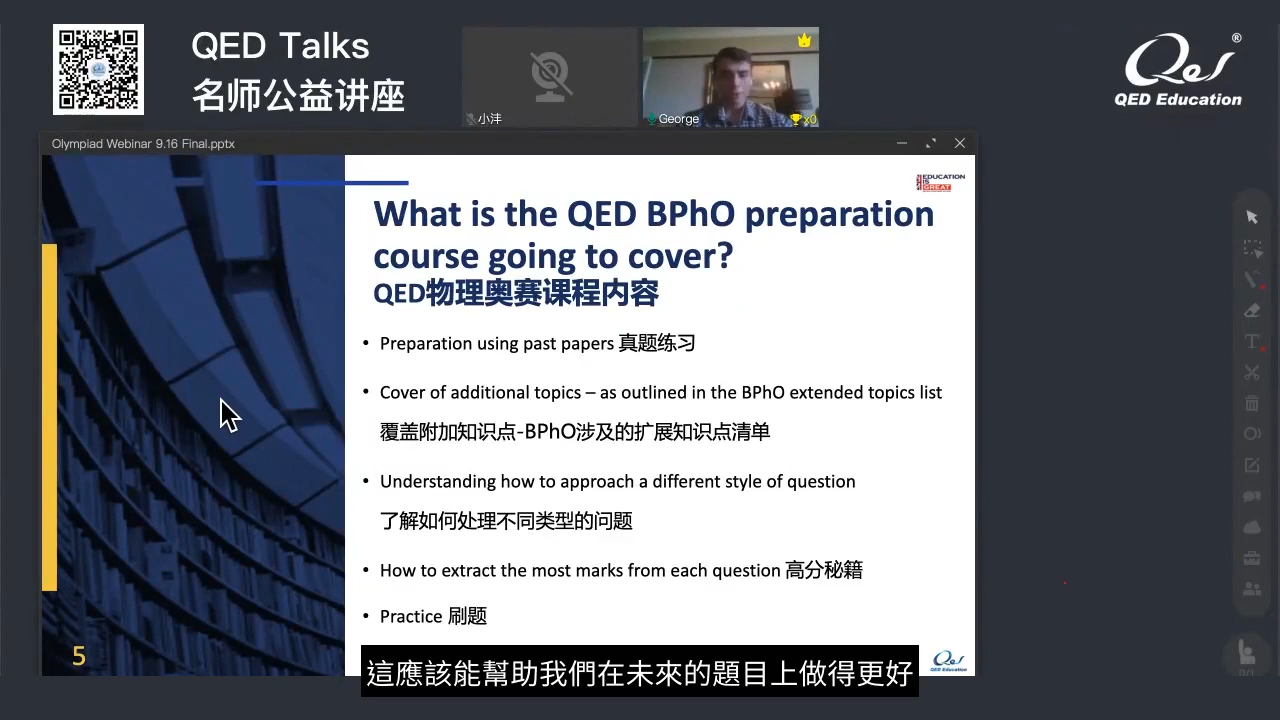 QED Talks
名师公益讲座
小沣
George
x0
Qed
®
QED Education
Olympiad Webinar 9.16 Final.pptx
EDUCATION
IS
GREAT
What is the QED BPhO preparation
course going to cover?
QED物理奥赛课程内容
• Preparation using past papers 真题练习
• Cover of additional topics – as outlined in the BPhO extended topics list
覆盖附加知识点-BPhO涉及的扩展知识点清单
• Understanding how to approach a different style of question
了解如何处理不同类型的问题
• How to extract the most marks from each question 高分秘籍
• Practice 刷题
5
Qed
QED Education
這應該能幫助我們在未來的題目上做得更好
0/1